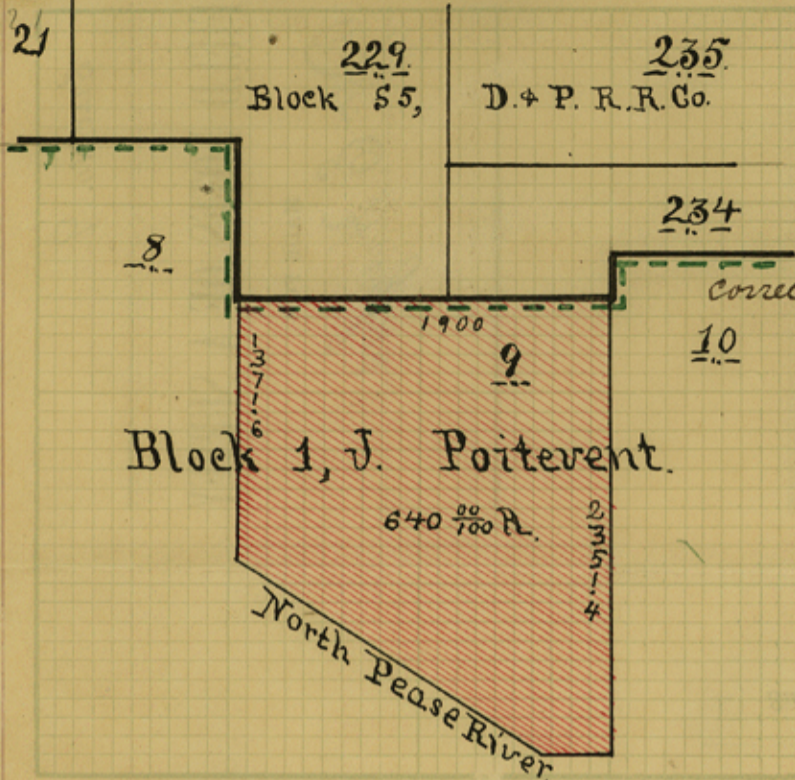 21
229.
Block S5,
235.
D. & P. R.R. Co.
234
8
correc
10
1900
9
1371.6
Block 1, J. Poitevent.
640 00/100 A.
2351.4
North Pease River